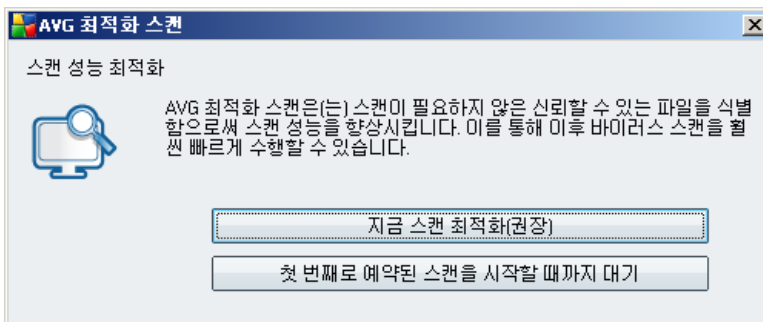 AVG 최적화 스캔
스캔 성능 최적화
AVG 최적화 스캔은(는) 스캔이 필요하지 않은 신뢰할 수 있는 파일을 식별
함으로써 스캔 성능을 향상시킵니다. 이를 통해 이후 바이러스 스캔을 훨
씬 빠르게 수행할 수 있습니다.
지금 스캔 최적화(권장)
첫 번째로 예약된 스캔을 시작할 때까지 대기